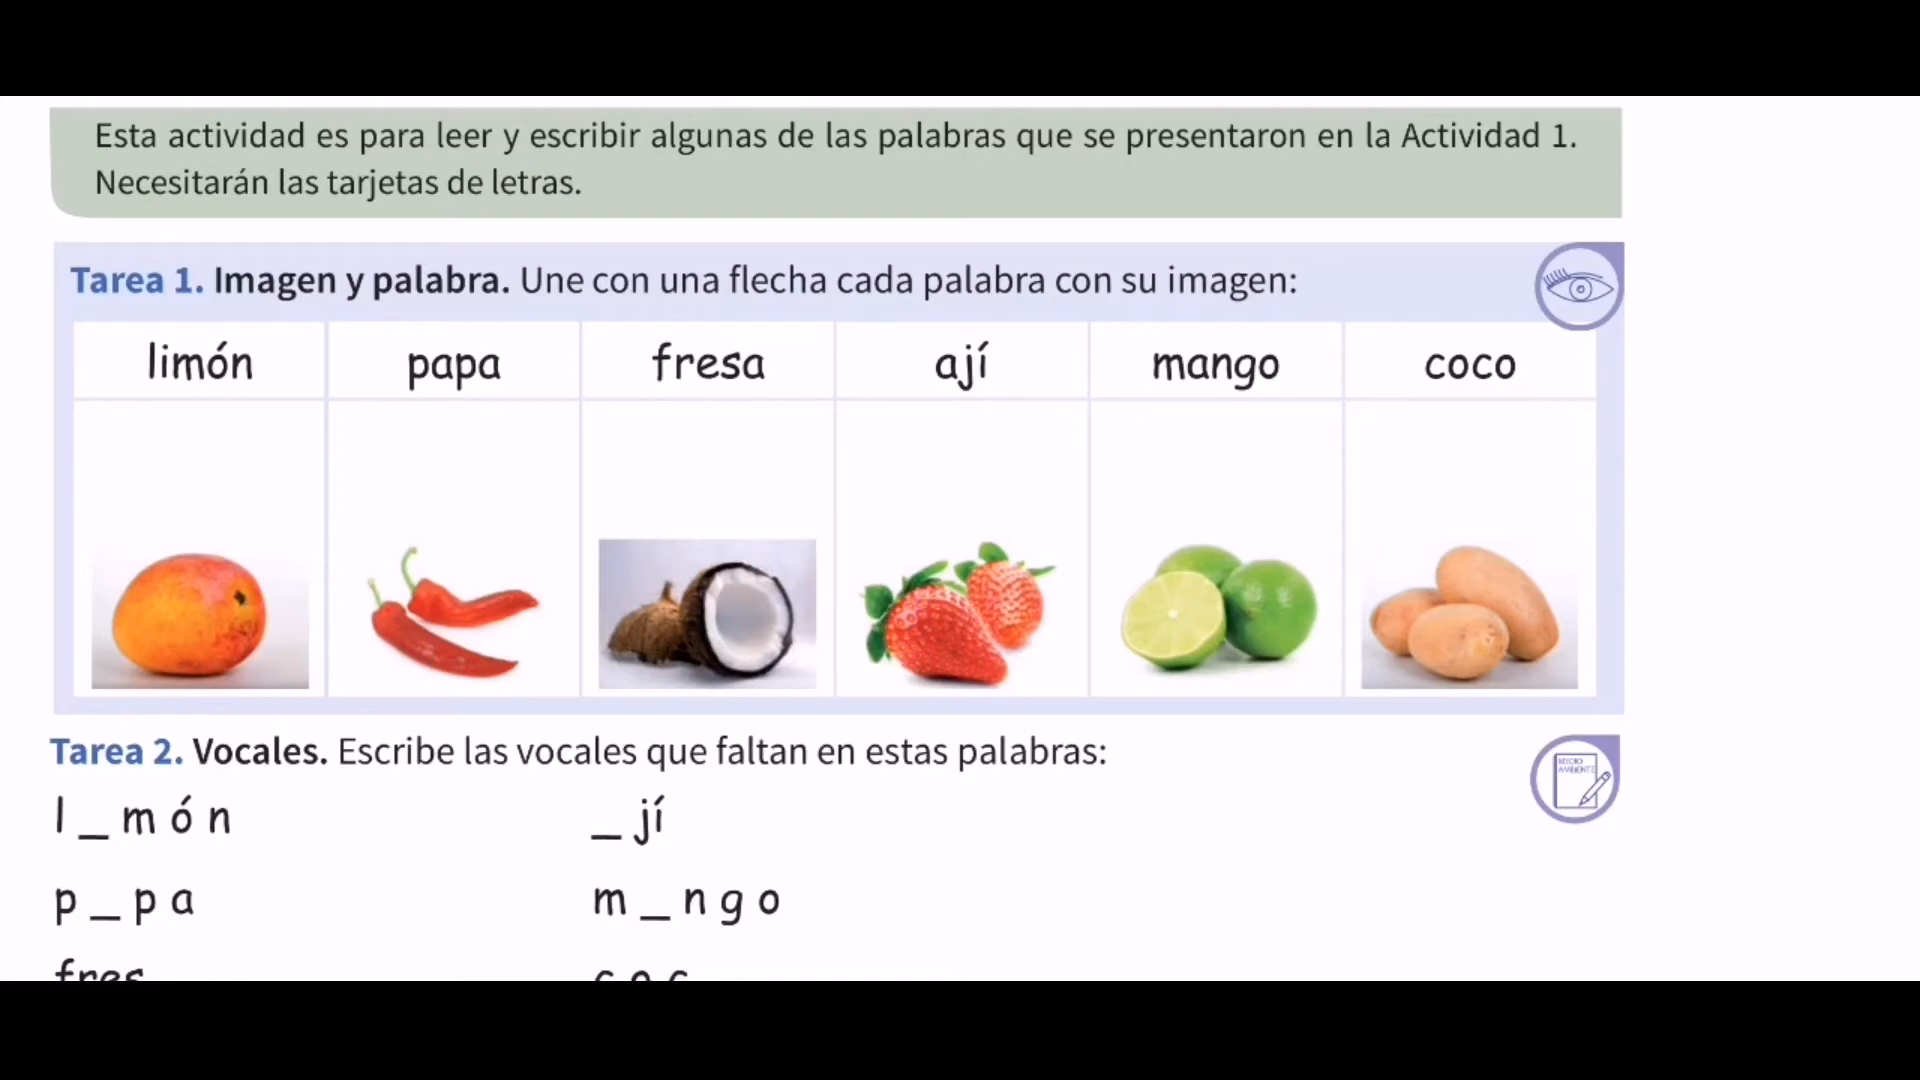 Esta actividad es para leer y escribir algunas de las palabras que se presentaron en la Actividad 1.
Necesitarán las tarjetas de letras.
Tarea 1. Imagen y palabra. Une con una flecha cada palabra con su imagen:
limón papa fresa ají mango coco
Tarea 2. Vocales. Escribe las vocales que faltan en estas palabras:
MEDIO
AMBIENTE
l _ m ó n _ jí
p _ p a m _ n g o